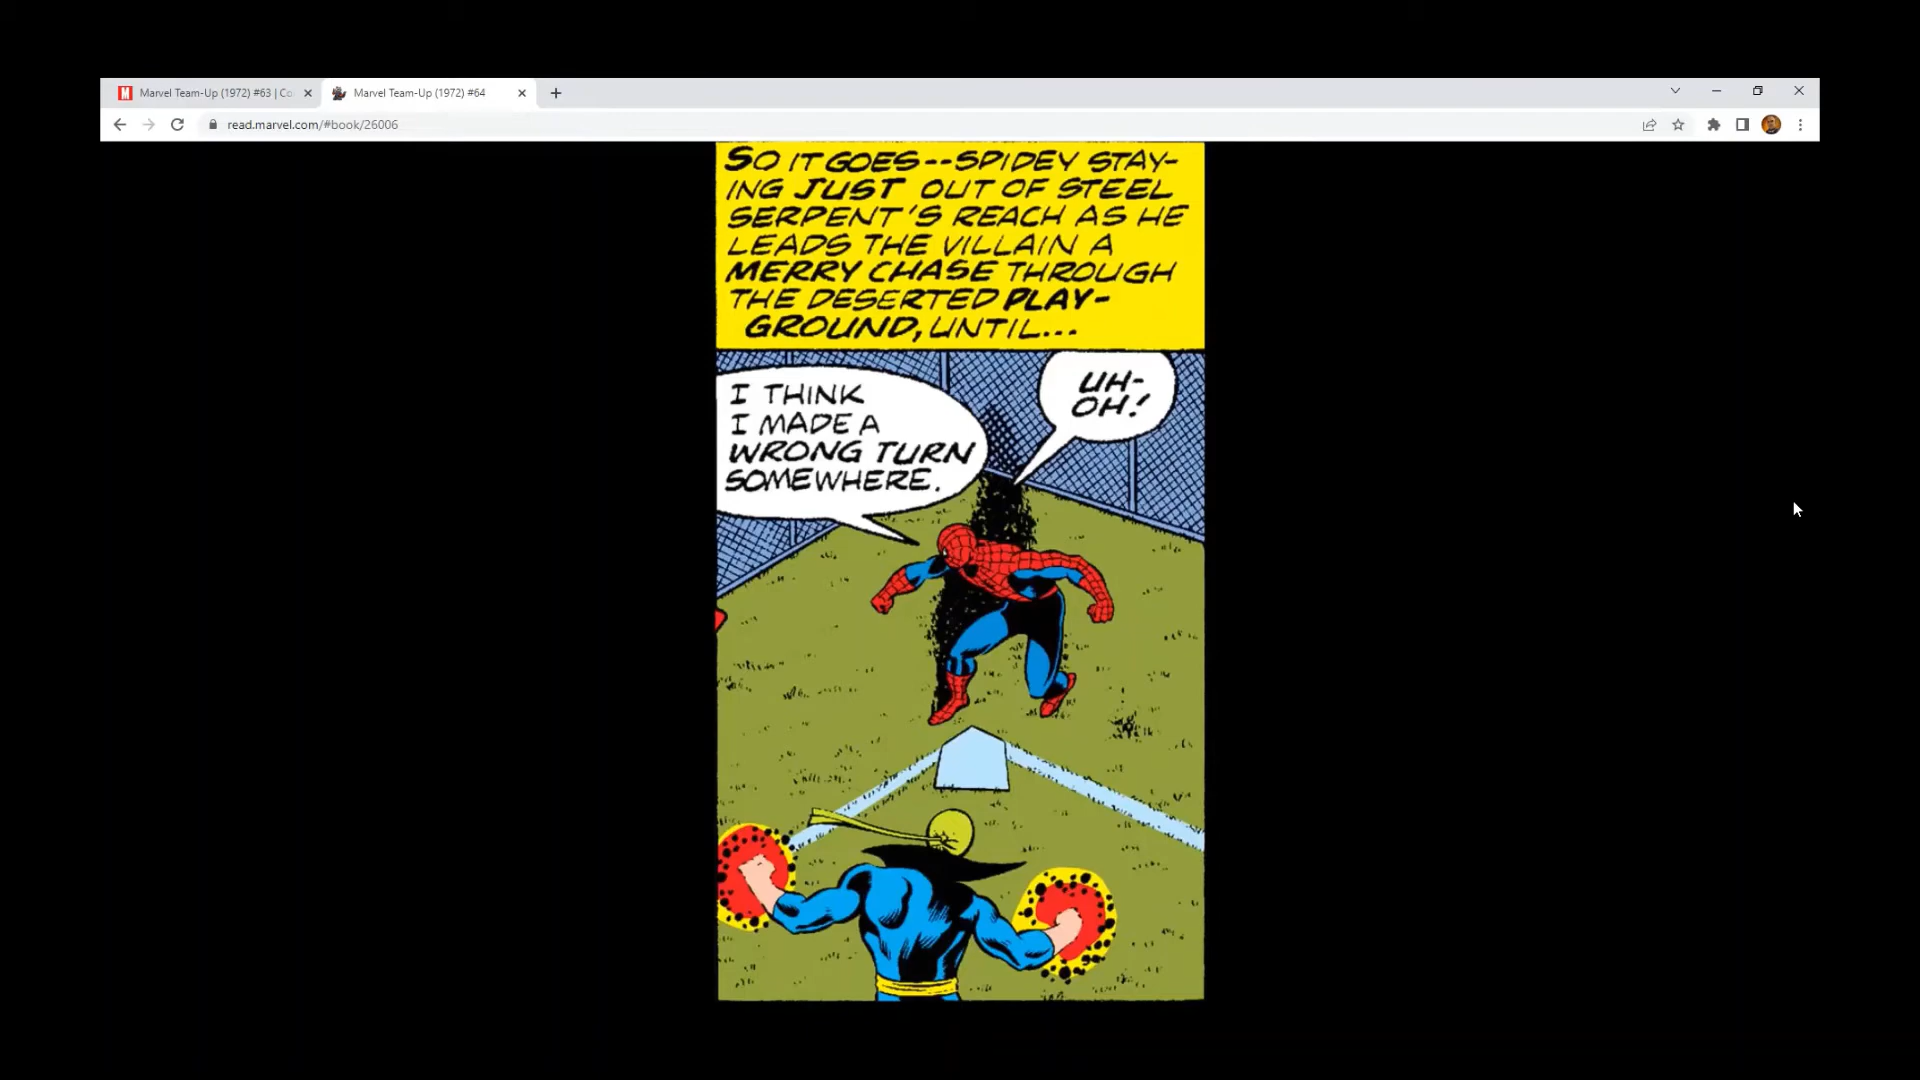 Marvel Team-Up (1972) #63 | Co
Marvel Team-Up (1972) #64
read.marvel.com/#book/26006
SO IT GOES--SPIDEY STAY-
ING JUST OUT OF STEEL
SERPENT'S REACH AS HE
LEADS THE VILLAIN A
MERRY CHASE THROUGH
THE DESERTED PLAY-
GROUND, UNTIL...
UH-
OH!
I THINK
I MADE A
WRONG TURN
SOMEWHERE.